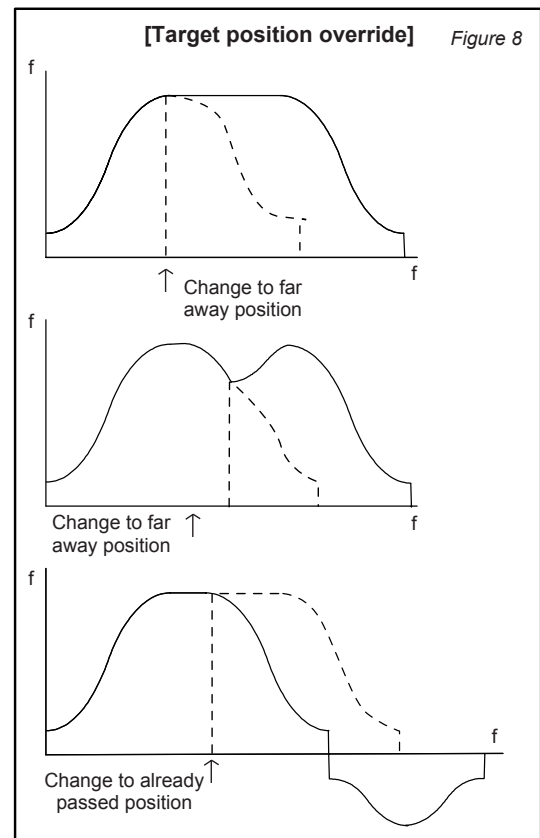 [Target position override]
Figure 8
f
↑ Change to far
away position
f
f
Change to far ↑
away position
f
f
f
Change to already ↑
passed position